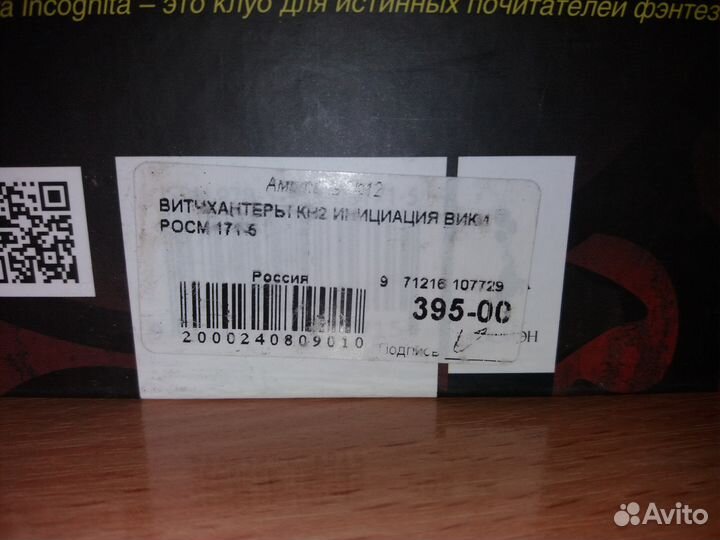 a Incognita – это клуб для истинных почитателей фэнтез
ВИТЧХАНТЕРЫ КН2 ИНИЦИАЦИЯ ВИКИ
РОСМ 171-5
Россия
9 71216 107729
395-00
2000240809010
Подпись
ЭН
Avito